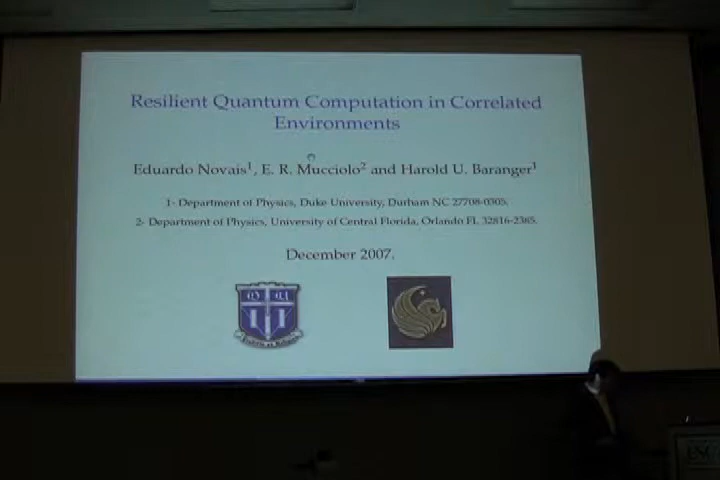 Resilient Quantum Computation in Correlated
Environments
Eduardo Novais¹, E. R. Mucciolo² and Harold U. Baranger¹
1- Department of Physics, Duke University, Durham NC 27708-0305.
2- Department of Physics, University of Central Florida, Orlando FL 32816-2385.
December 2007.